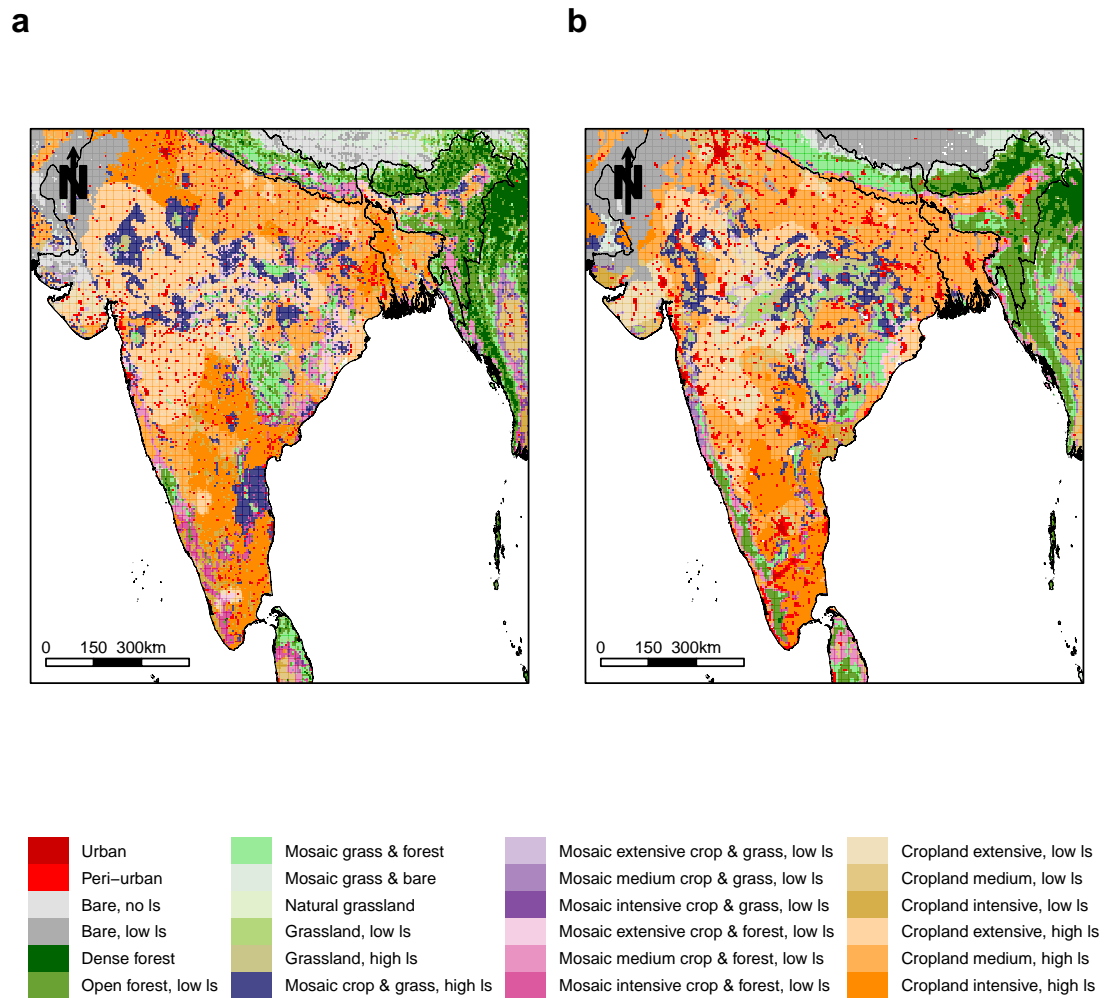 a
b
N
N
0 150 300km
0 150 300km
Urban
Peri−urban
Bare, no ls
Bare, low ls
Dense forest
Open forest, low ls
Mosaic grass & forest
Mosaic grass & bare
Natural grassland
Grassland, low ls
Grassland, high ls
Mosaic crop & grass, high ls
Mosaic extensive crop & grass, low ls
Mosaic medium crop & grass, low ls
Mosaic intensive crop & grass, low ls
Mosaic extensive crop & forest, low ls
Mosaic medium crop & forest, low ls
Mosaic intensive crop & forest, low ls
Cropland extensive, low ls
Cropland medium, low ls
Cropland intensive, low ls
Cropland extensive, high ls
Cropland medium, high ls
Cropland intensive, high ls